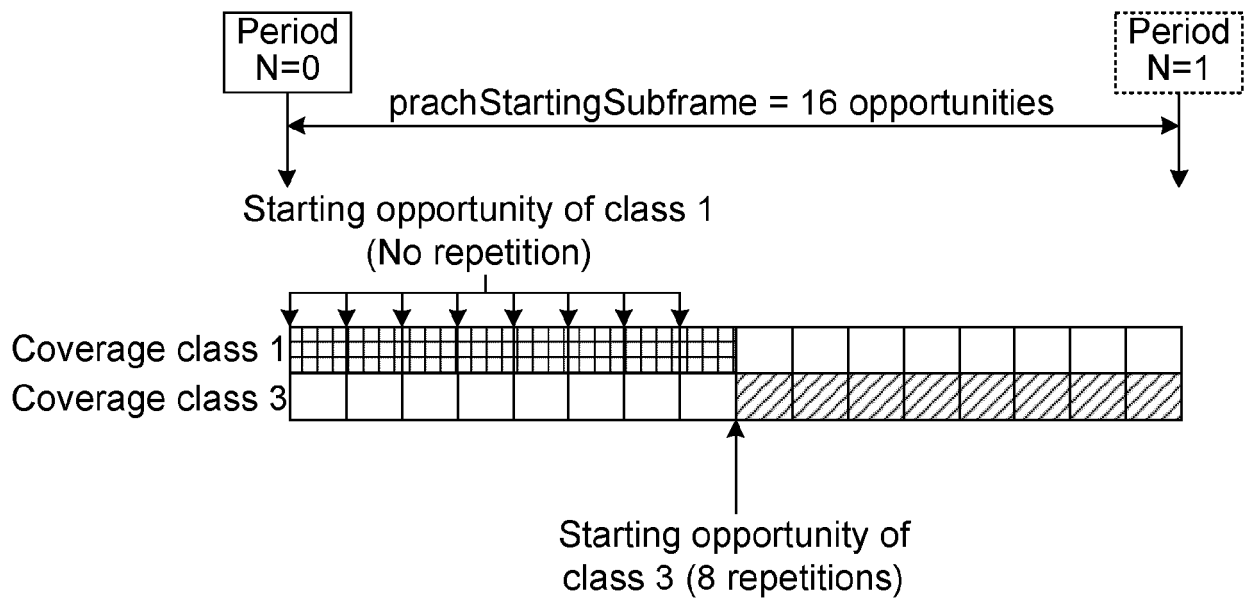 Period
N=0
Period
N=1
prachStartingSubframe = 16 opportunities
Starting opportunity of class 1
(No repetition)
Coverage class 1
Coverage class 3
Starting opportunity of
class 3 (8 repetitions)